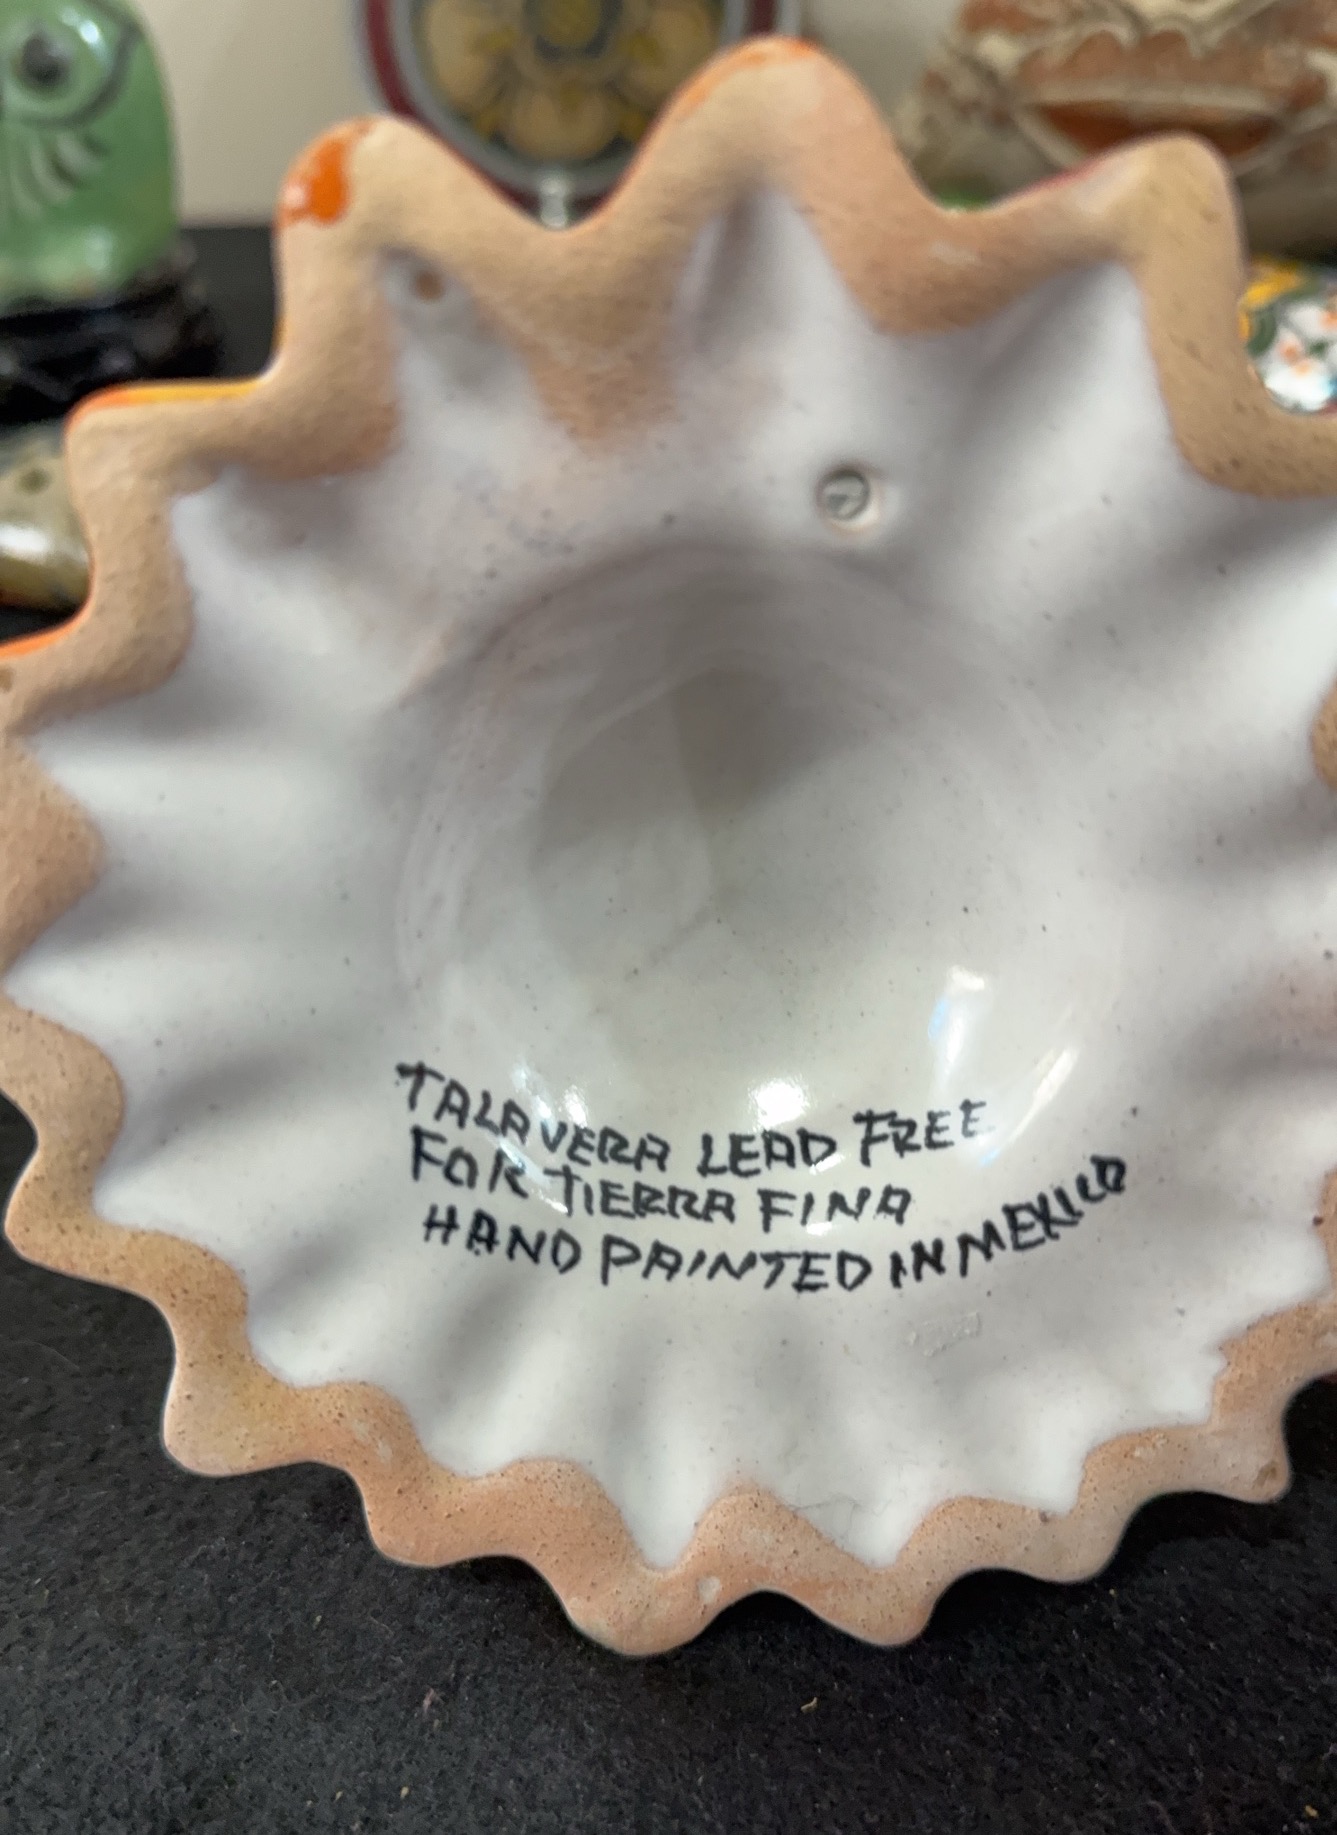 TALAVERA LEAD FREE
FOR TIERRA FINA
HAND PAINTED IN MEXICO